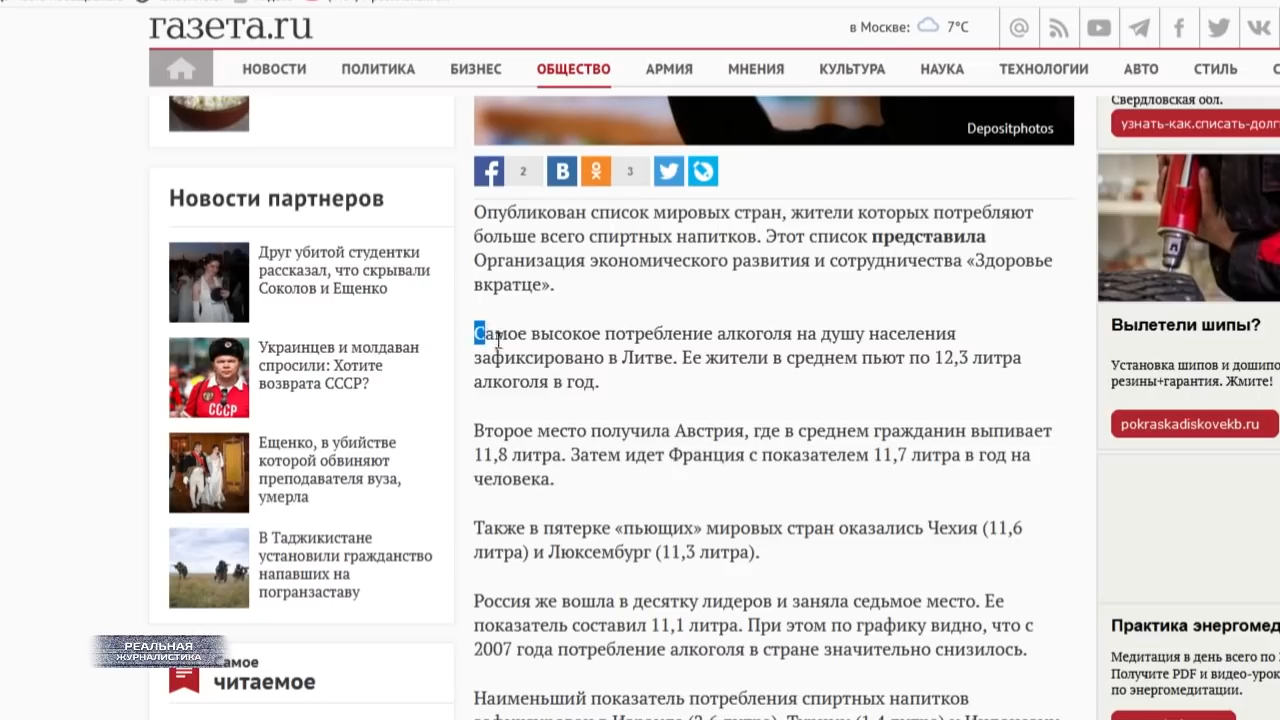 газета.ru
в Москве: 7°C
НОВОСТИ ПОЛИТИКА БИЗНЕС ОБЩЕСТВО АРМИЯ МНЕНИЯ КУЛЬТУРА НАУКА ТЕХНОЛОГИИ АВТО СТИЛЬ
Depositphotos
2
3
Новости партнеров
Друг убитой студентки
рассказал, что скрывали
Соколов и Ещенко
Украинцев и молдаван
спросили: Хотите
возврата СССР?
СССР
Ещенко, в убийстве
которой обвиняют
преподавателя вуза,
умерла
В Таджикистане
установили гражданство
напавших на
погранзаставу
РЕАЛЬНАЯ
ЖУРНАЛИСТИКА
самое
читаемое
Опубликован список мировых стран, жители которых потребляют
больше всего спиртных напитков. Этот список представила
Организация экономического развития и сотрудничества «Здоровье
вкратце».
Самое высокое потребление алкоголя на душу населения
зафиксировано в Литве. Ее жители в среднем пьют по 12,3 литра
алкоголя в год.
Второе место получила Австрия, где в среднем гражданин выпивает
11,8 литра. Затем идет Франция с показателем 11,7 литра в год на
человека.
Также в пятерке «пьющих» мировых стран оказались Чехия (11,6
литра) и Люксембург (11,3 литра).
Россия же вошла в десятку лидеров и заняла седьмое место. Ее
показатель составил 11,1 литра. При этом по графику видно, что с
2007 года потребление алкоголя в стране значительно снизилось.
Наименьший показатель потребления спиртных напитков
Свердловская обл.
узнать-как.списать-долг
Вылетели шипы?
Установка шипов и дошипо
резины+гарантия. Жмите!
pokraskadiskovekb.ru
Практика энергомед
Медитация в день всего по
Получите PDF и видео-урок
по энергомедитации.